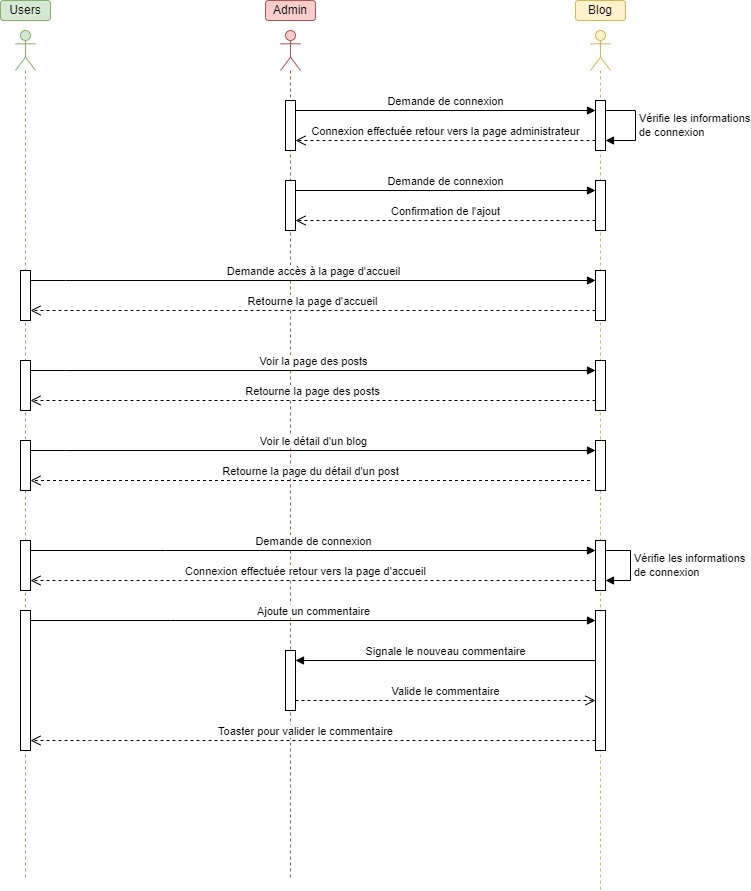 Users
Admin
Blog
Demande de connexion
Vérifie les informations
de connexion
Connexion effectuée retour vers la page administrateur
Demande de connexion
Confirmation de l'ajout
Demande accès à la page d'accueil
Retourne la page d'accueil
Voir la page des posts
Retourne la page des posts
Voir le détail d'un blog
Retourne la page du détail d'un post
Demande de connexion
Vérifie les informations
de connexion
Connexion effectuée retour vers la page d'accueil
Ajoute un commentaire
Signale le nouveau commentaire
Valide le commentaire
Toaster pour valider le commentaire